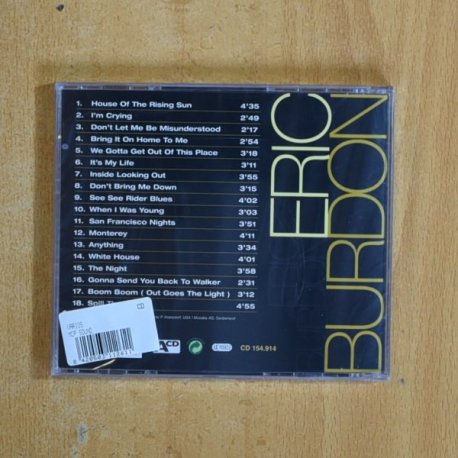 1. House Of The Rising Sun 4'35
2. I'm Crying 2'49
3. Don't Let Me Be Misunderstood 2'17
4. Bring It On Home To Me 2'54
5. We Gotta Get Out Of This Place 3'18
6. It's My Life 3'11
7. Inside Looking Out 3'55
8. Don't Bring Me Down 3'15
9. See See Rider Blues 4'02
10. When I Was Young 3'03
11. San Francisco Nights 3'51
12. Monterey 4'11
13. Anything 3'34
14. White House 4'01
15. The Night 3'58
16. Gonna Send You Back To Walker 2'31
17. Boom Boom ( Out Goes The Light ) 3'12
18. Spill 4'55
ERIC
BURDON
CD
CD
CD 154.914